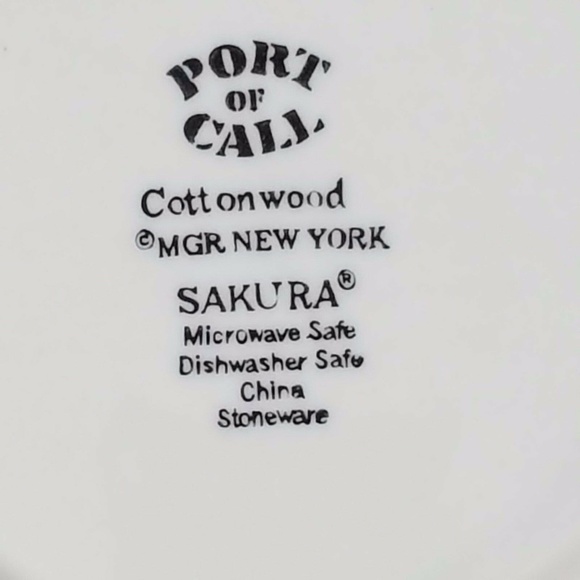 PORT
OF
CALL
Cottonwood
©MGR NEW YORK
SAKURA®
Microwave Safe
Dishwasher Safe
China
Stoneware